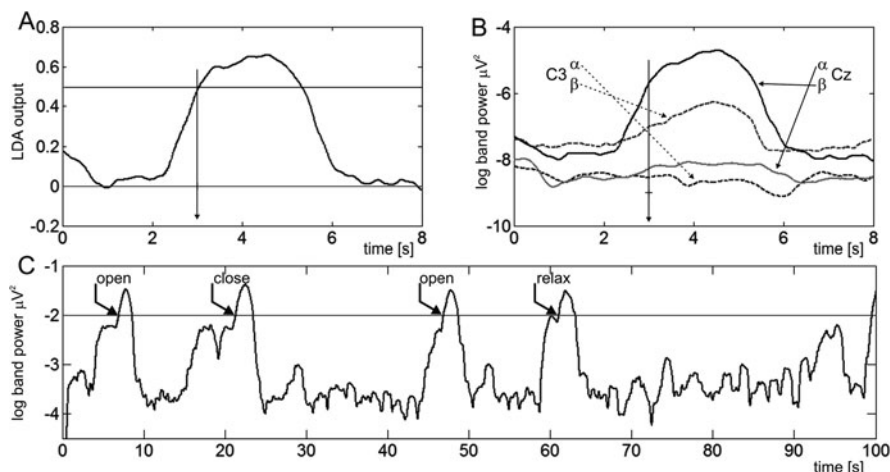 A
LDA output
0.8
0.6
0.4
0.2
0
-0.2
0
2
4
6
8
time [s]
B
log band power µV²
-4
-6
-8
-10
C3
α
β
α
β
Cz
0
2
4
6
8
time [s]
C
log band power µV²
-1
-2
-3
-4
open
close
open
relax
0
10
20
30
40
50
60
70
80
90
100
time [s]